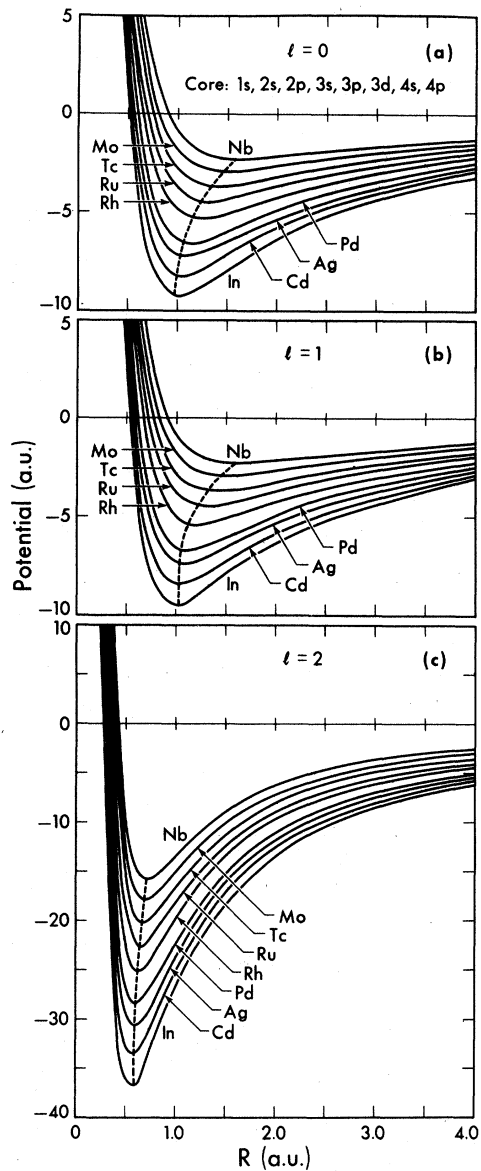 5
ℓ = 0 (a)
Core: 1s, 2s, 2p, 3s, 3p, 3d, 4s, 4p
0
Mo
Nb
Tc
Ru
Rh
−5
Pd
Ag
In
Cd
−10
5
ℓ = 1 (b)
0
Mo
Nb
Tc
Ru
Rh
−5
Pd
Ag
In
Cd
−10
Potential (a.u.)
10
ℓ = 2 (c)
0
−10
Nb
−20
Mo
Tc
Ru
Rh
Pd
Ag
−30
In
Cd
−40
0 1.0 2.0 3.0 4.0
R (a.u.)